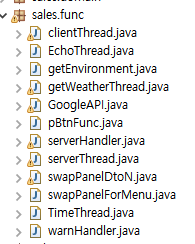 sales.func
clientThread.java
EchoThread.java
getEnvironment.java
getWeatherThread.java
GoogleAPI.java
pBtnFunc.java
serverHandler.java
serverThread.java
swapPanelDtoN.java
swapPanelForMenu.java
TimeThread.java
warnHandler.java